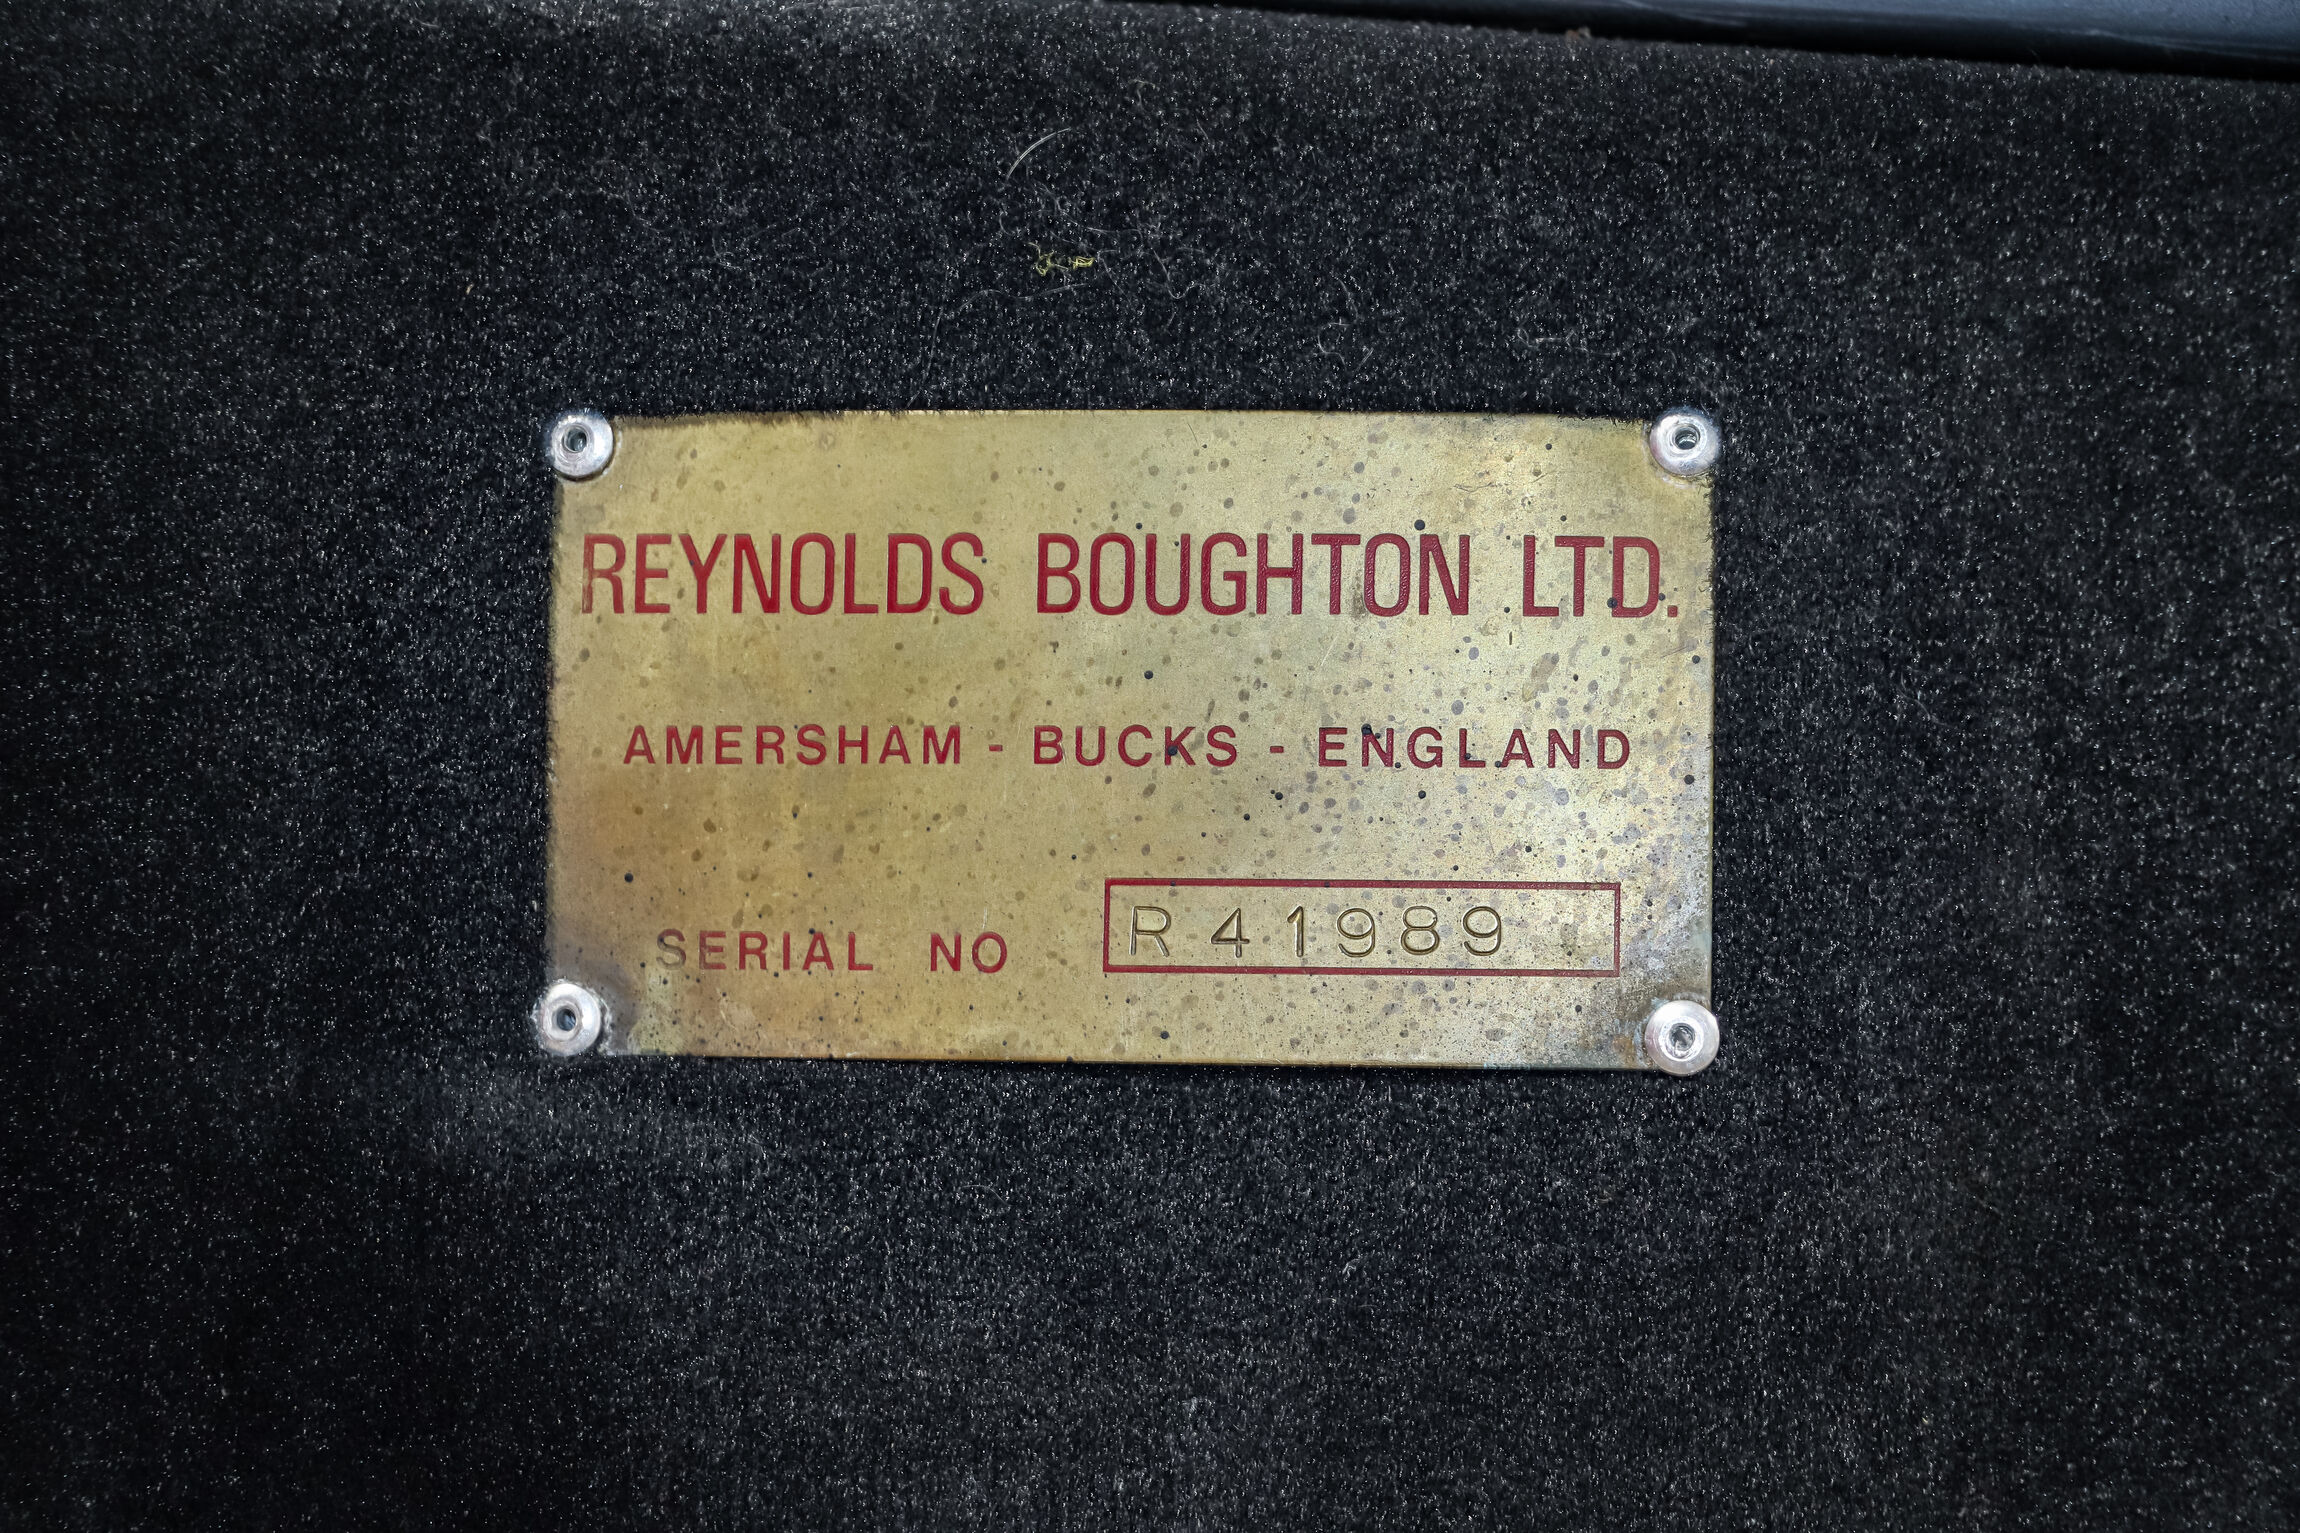 REYNOLDS BOUGHTON LTD.
AMERSHAM - BUCKS - ENGLAND
SERIAL NO R41989